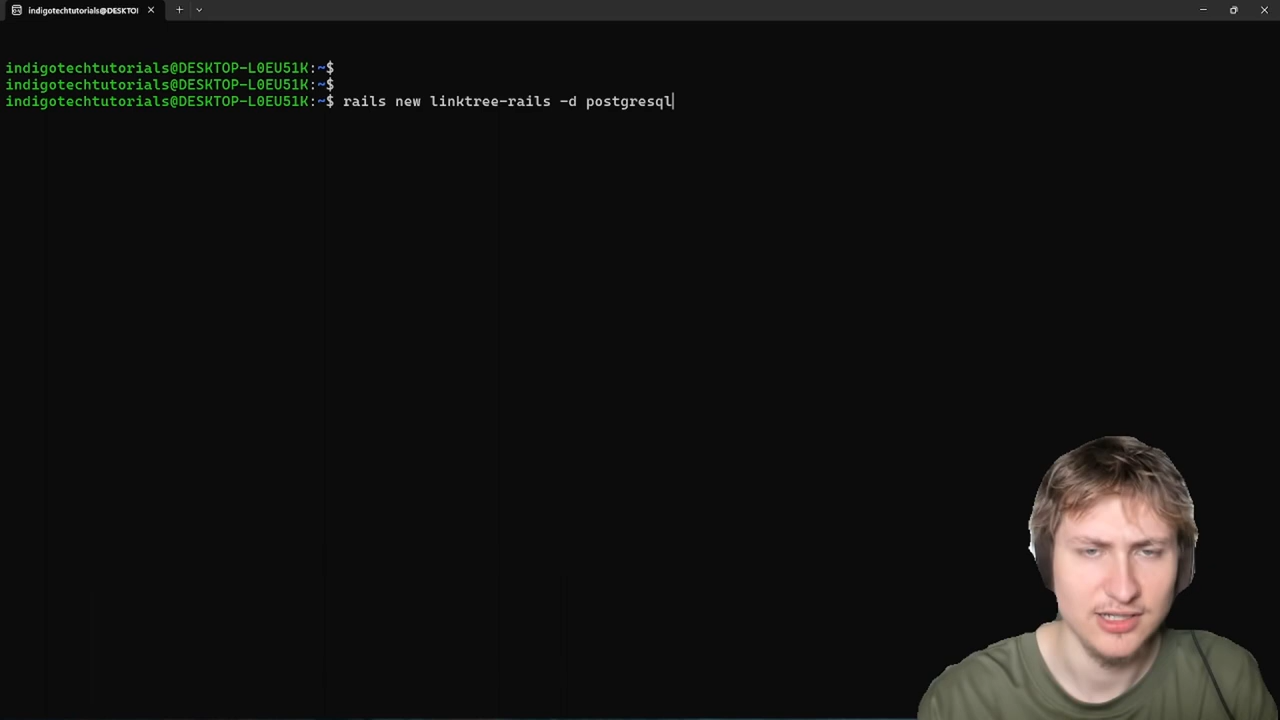 indigotechtutorials@DESKTOP
indigotechtutorials@DESKTOP-L0EU51K:~$
indigotechtutorials@DESKTOP-L0EU51K:~$
indigotechtutorials@DESKTOP-L0EU51K:~$ rails new linktree-rails -d postgresql